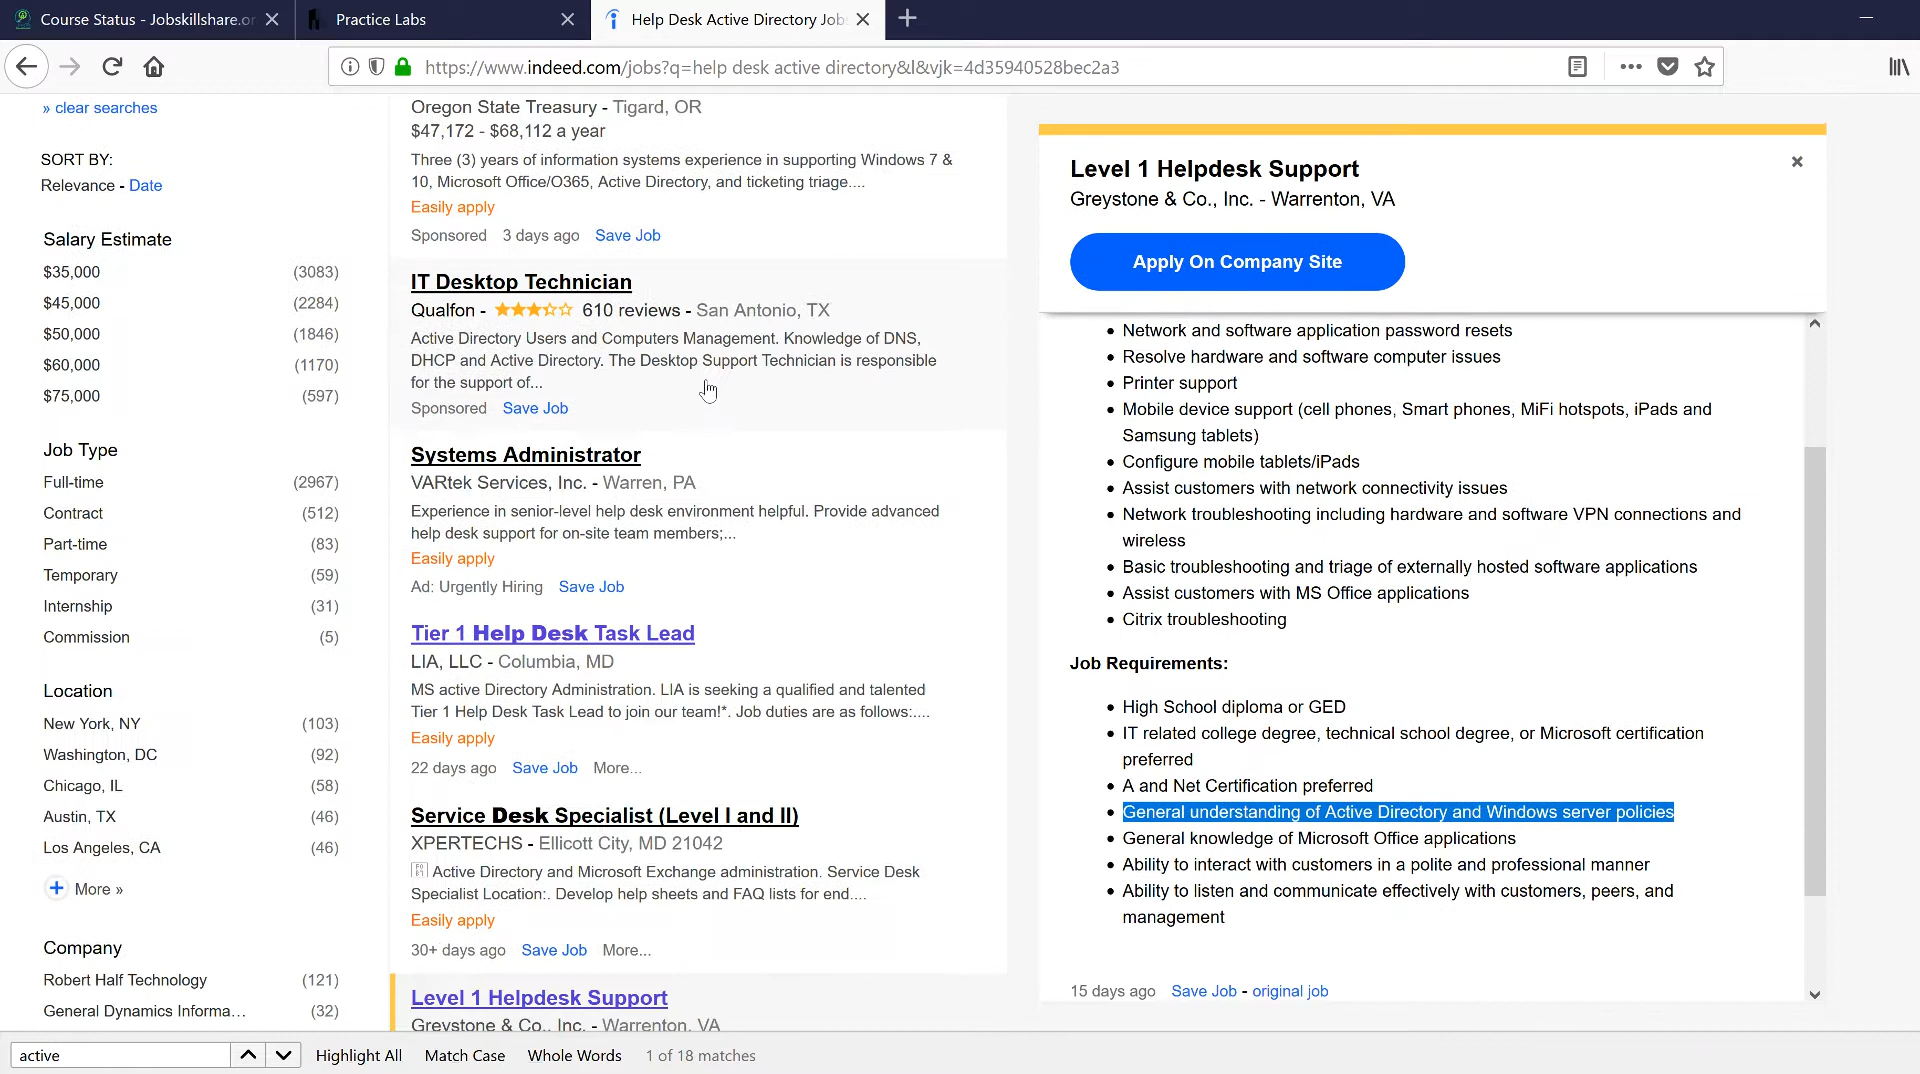 Course Status - Jobskillshare.or
Practice Labs
Help Desk Active Directory Job
https://www.indeed.com/jobs?q=help desk active directory&l&vjk=4d35940528bec2a3
» clear searches
SORT BY:
Relevance - Date
Salary Estimate
$35,000 (3083)
$45,000 (2284)
$50,000 (1846)
$60,000 (1170)
$75,000 (597)
Job Type
Full-time (2967)
Contract (512)
Part-time (83)
Temporary (59)
Internship (31)
Commission (5)
Location
New York, NY (103)
Washington, DC (92)
Chicago, IL (58)
Austin, TX (46)
Los Angeles, CA (46)
More »
Company
Robert Half Technology (121)
General Dynamics Informa... (32)
Oregon State Treasury - Tigard, OR
$47,172 - $68,112 a year
Three (3) years of information systems experience in supporting Windows 7 &
10, Microsoft Office/O365, Active Directory, and ticketing triage....
Easily apply
Sponsored 3 days ago Save Job
IT Desktop Technician
Qualfon - 610 reviews - San Antonio, TX
Active Directory Users and Computers Management. Knowledge of DNS,
DHCP and Active Directory. The Desktop Support Technician is responsible
for the support of...
Sponsored Save Job
Systems Administrator
VARtek Services, Inc. - Warren, PA
Experience in senior-level help desk environment helpful. Provide advanced
help desk support for on-site team members;...
Easily apply
Ad: Urgently Hiring Save Job
Tier 1 Help Desk Task Lead
LIA, LLC - Columbia, MD
MS active Directory Administration. LIA is seeking a qualified and talented
Tier 1 Help Desk Task Lead to join our team!*. Job duties are as follows:....
Easily apply
22 days ago Save Job More...
Service Desk Specialist (Level I and II)
XPERTECHS - Ellicott City, MD 21042
Active Directory and Microsoft Exchange administration. Service Desk
Specialist Location:. Develop help sheets and FAQ lists for end....
Easily apply
30+ days ago Save Job More...
Level 1 Helpdesk Support
Greystone & Co., Inc. - Warrenton, VA
Level 1 Helpdesk Support
Greystone & Co., Inc. - Warrenton, VA
Apply On Company Site
• Network and software application password resets
• Resolve hardware and software computer issues
• Printer support
• Mobile device support (cell phones, Smart phones, MiFi hotspots, iPads and
Samsung tablets)
• Configure mobile tablets/iPads
• Assist customers with network connectivity issues
• Network troubleshooting including hardware and software VPN connections and
wireless
• Basic troubleshooting and triage of externally hosted software applications
• Assist customers with MS Office applications
• Citrix troubleshooting
Job Requirements:
• High School diploma or GED
• IT related college degree, technical school degree, or Microsoft certification
preferred
• A and Net Certification preferred
• General understanding of Active Directory and Windows server policies
• General knowledge of Microsoft Office applications
• Ability to interact with customers in a polite and professional manner
• Ability to listen and communicate effectively with customers, peers, and
management
15 days ago Save Job - original job
active Highlight All Match Case Whole Words 1 of 18 matches